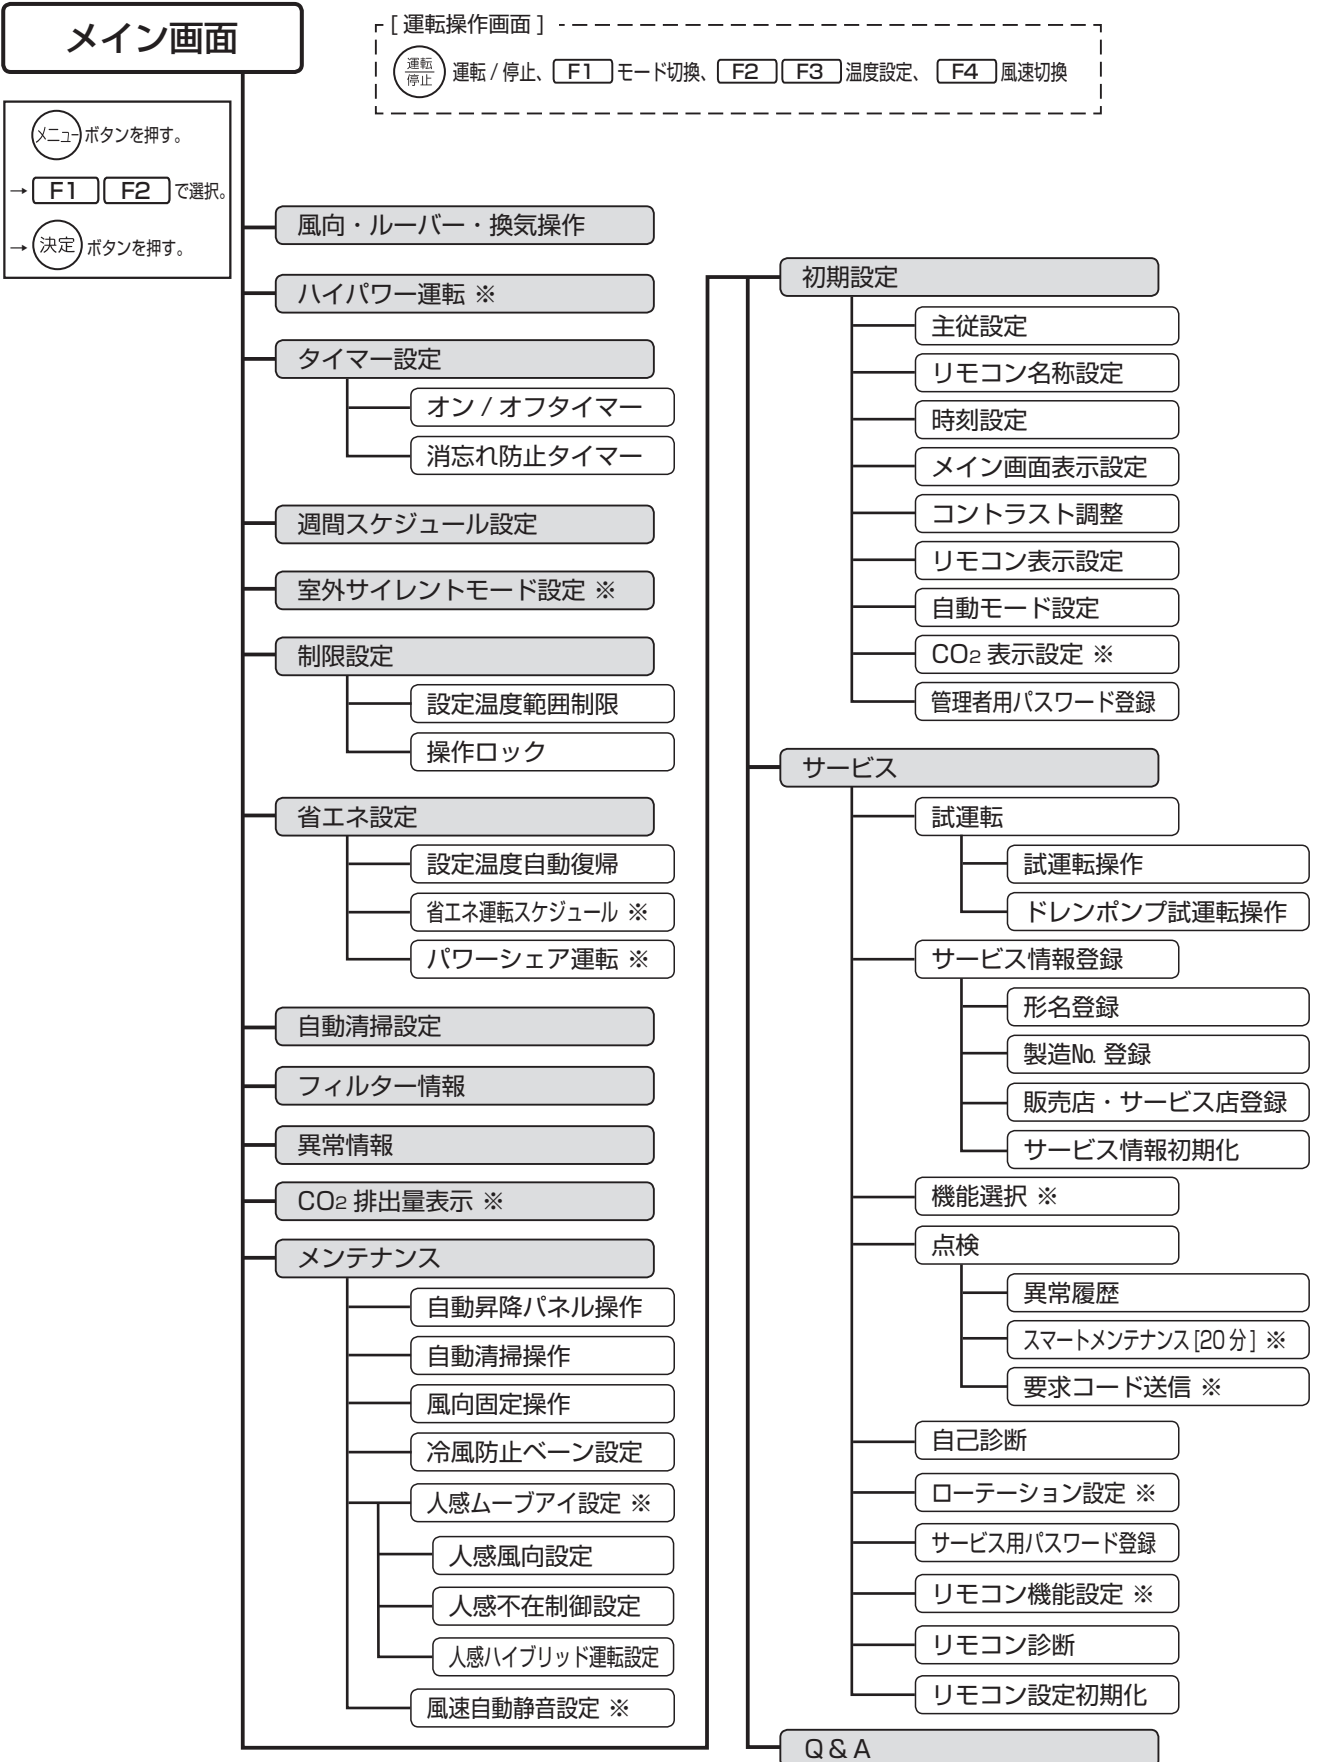 メイン画面
[ 運転操作画面 ]
運転 停止 運転 / 停止、 F1 モード切換、 F2 F3 温度設定、 F4 風速切換
メニュー ボタンを押す。
→ F1 F2 で選択。
→ 決定 ボタンを押す。
風向・ルーバー・換気操作
ハイパワー運転 ※
タイマー設定
オン / オフタイマー
消忘れ防止タイマー
週間スケジュール設定
室外サイレントモード設定 ※
制限設定
設定温度範囲制限
操作ロック
省エネ設定
設定温度自動復帰
省エネ運転スケジュール ※
パワーシェア運転 ※
自動清掃設定
フィルター情報
異常情報
CO2 排出量表示 ※
メンテナンス
自動昇降パネル操作
自動清掃操作
風向固定操作
冷風防止ベーン設定
人感ムーブアイ設定 ※
人感風向設定
人感不在制御設定
人感ハイブリッド運転設定
風速自動静音設定 ※
初期設定
主従設定
リモコン名称設定
時刻設定
メイン画面表示設定
コントラスト調整
リモコン表示設定
自動モード設定
CO2 表示設定 ※
管理者用パスワード登録
サービス
試運転
試運転操作
ドレンポンプ試運転操作
サービス情報登録
形名登録
製造№ 登録
販売店・サービス店登録
サービス情報初期化
機能選択 ※
点検
異常履歴
スマートメンテナンス [20 分] ※
要求コード送信 ※
自己診断
ローテーション設定 ※
サービス用パスワード登録
リモコン機能設定 ※
リモコン診断
リモコン設定初期化
Q & A